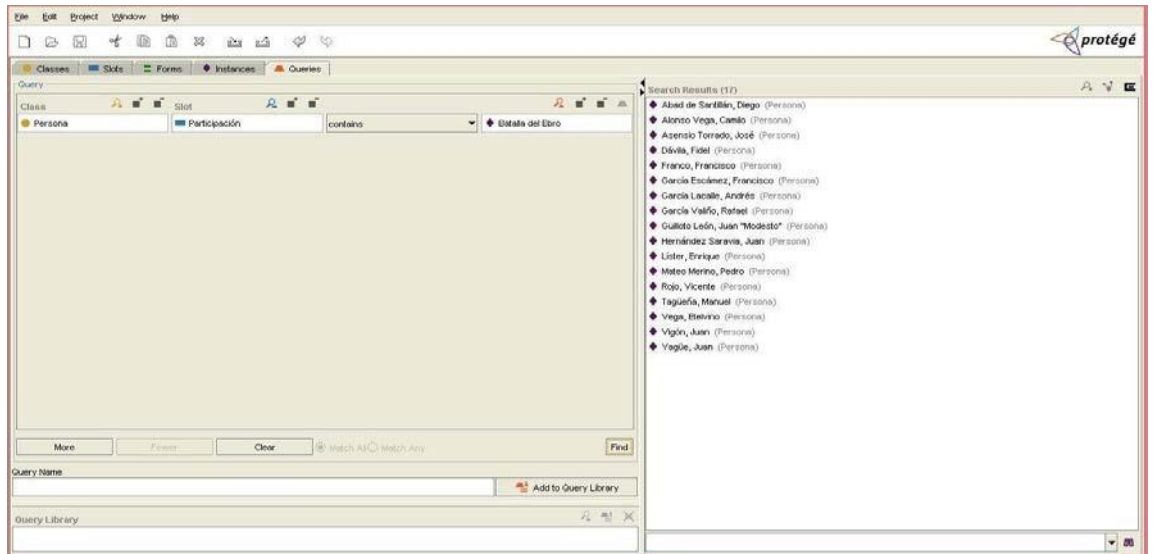 File Edit Project Window Help
protégé
Classes Slots Forms Instances Queries
Query
Class Slot
Persona Participación contains Batalla del Ebro
More Fewer Clear Match All Match Any Find
Query Name
Add to Query Library
Query Library
Search Results (17)
Abad de Santillán, Diego (Persona)
Alonso Vega, Camilo (Persona)
Asensio Torrado, José (Persona)
Dávila, Fidel (Persona)
Franco, Francisco (Persona)
García Escámez, Francisco (Persona)
García Lacalle, Andrés (Persona)
García Valiño, Rafael (Persona)
Guilloto León, Juan "Modesto" (Persona)
Hernández Saravia, Juan (Persona)
Líster, Enrique (Persona)
Mateo Merino, Pedro (Persona)
Rojo, Vicente (Persona)
Tagüeña, Manuel (Persona)
Vega, Etelvino (Persona)
Vigón, Juan (Persona)
Yagüe, Juan (Persona)